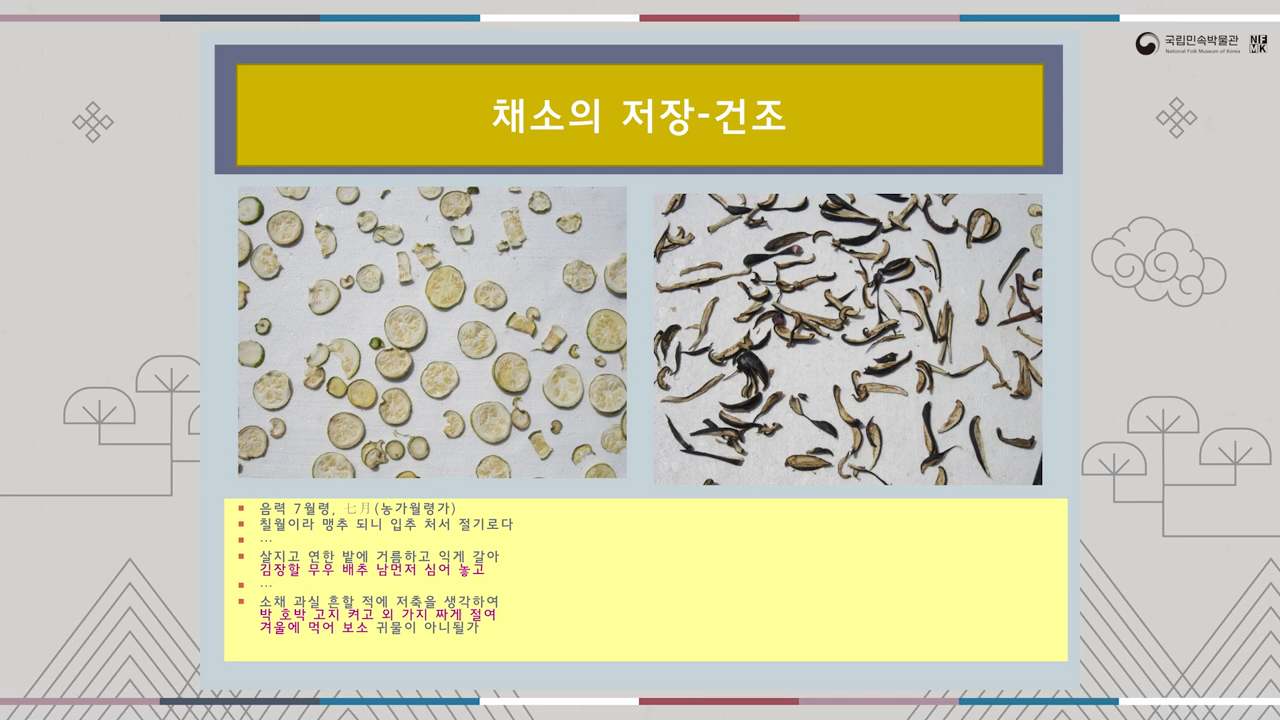 국립민속박물관
National Folk Museum of Korea
NF
MK
채소의 저장-건조
음력 7월령, 七月(농가월령가)
칠월이라 맹추 되니 입추 처서 절기로다
...
살지고 연한 밭에 거름하고 익게 갈아
김장할 무우 배추 남먼저 심어 놓고
...
소채 과실 흔할 적에 저축을 생각하여
박 호박 고지 켜고 외 가지 짜게 절여
겨울에 먹어 보소 귀물이 아니될가